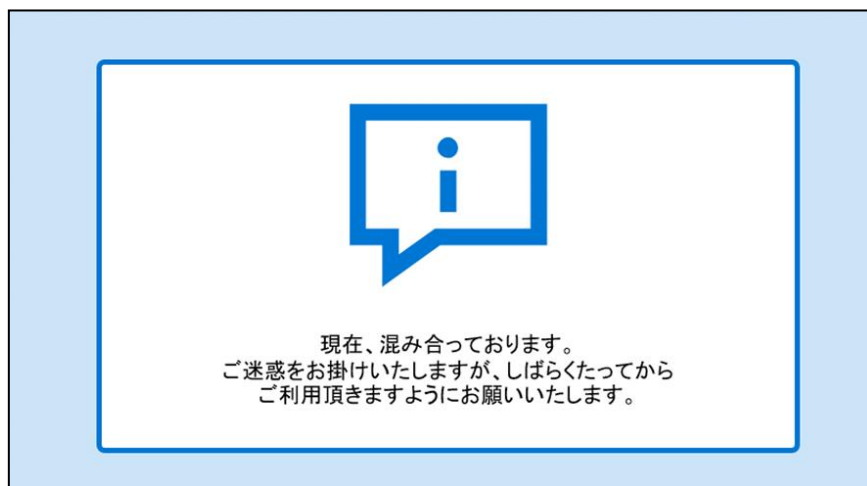 現在、混み合っております。
ご迷惑をお掛けいたしますが、しばらくたってから
ご利用頂きますようにお願いいたします。